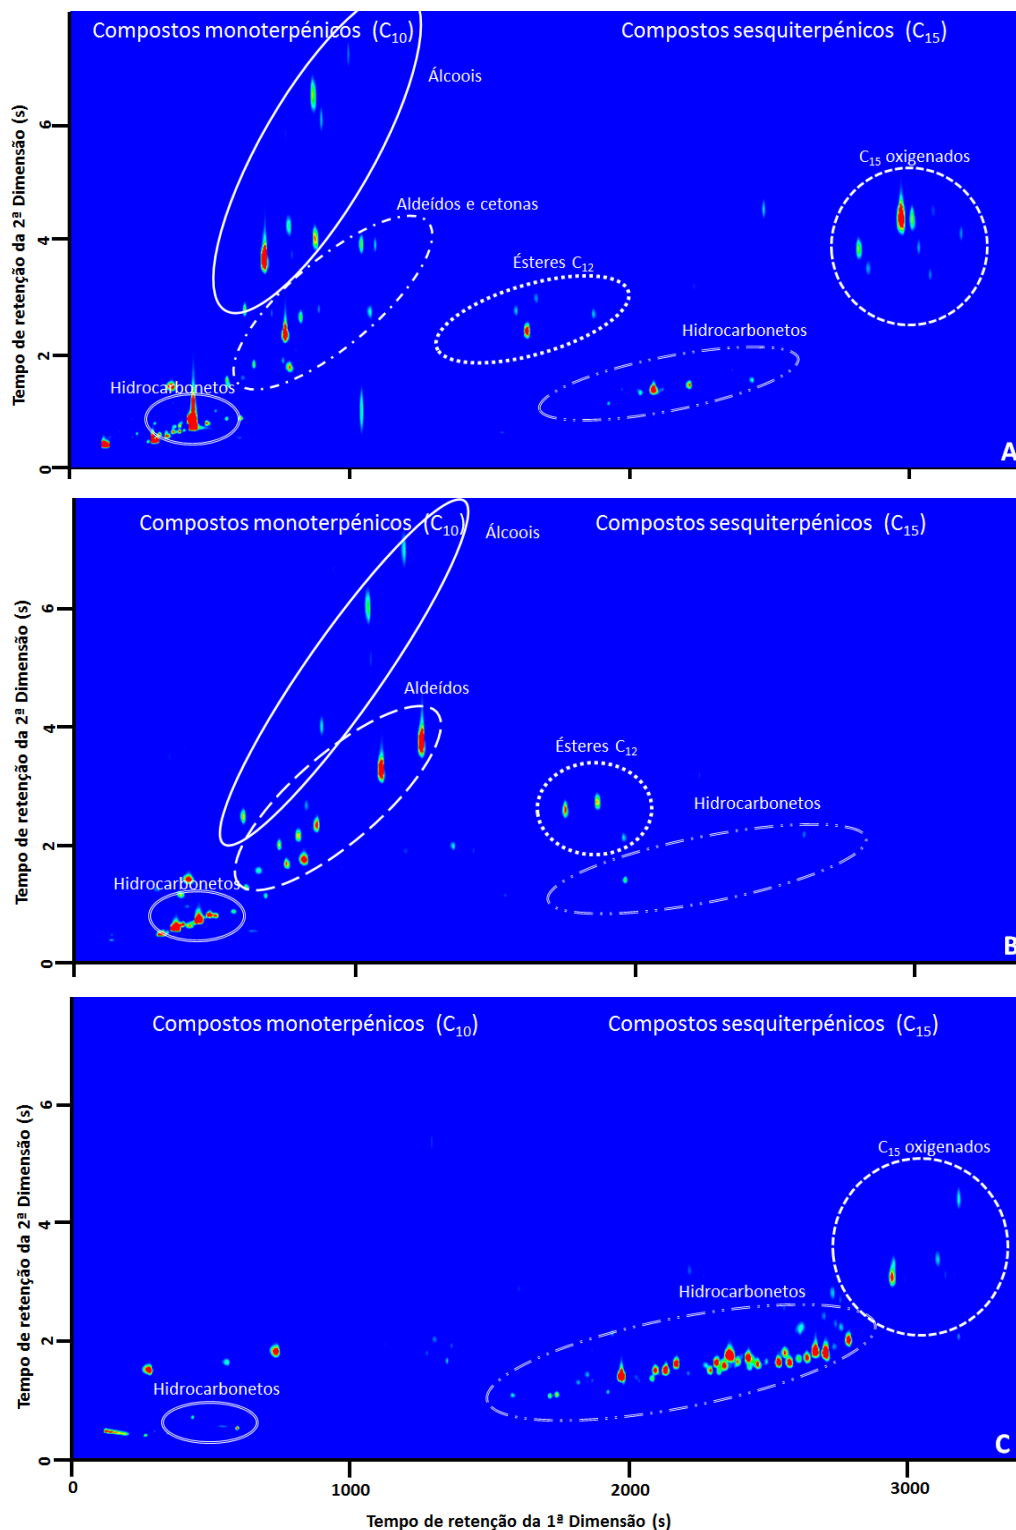 Compostos monoterpénicos (C10)
Compostos sesquiterpénicos (C15)
Álcoois
C15 oxigenados
Aldeídos e cetonas
Ésteres C12
Hidrocarbonetos
Hidrocarbonetos
Tempo de retenção da 2ª Dimensão (s)
6
4
2
0
A
Compostos monoterpénicos (C10)
Compostos sesquiterpénicos (C15)
Álcoois
Aldeídos
Ésteres C12
Hidrocarbonetos
Hidrocarbonetos
Tempo de retenção da 2ª Dimensão (s)
6
4
2
0
B
1000
2000
3000
Compostos monoterpénicos (C10)
Compostos sesquiterpénicos (C15)
C15 oxigenados
Hidrocarbonetos
Hidrocarbonetos
Tempo de retenção da 2ª Dimensão (s)
6
4
2
0
C
0
1000
2000
3000
Tempo de retenção da 1ª Dimensão (s)